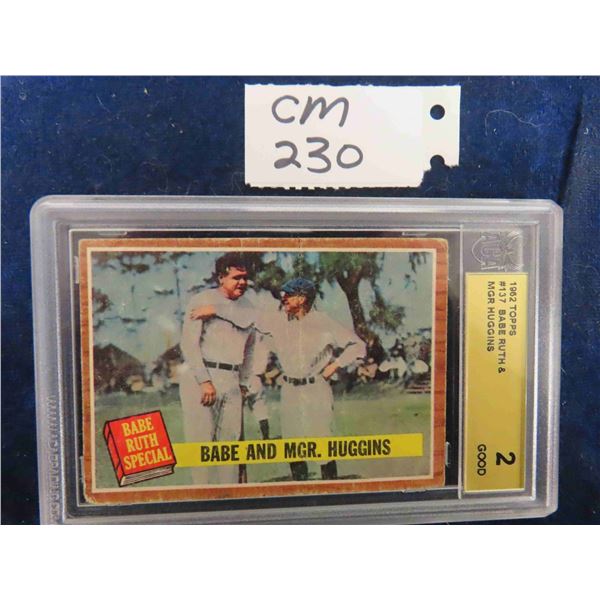 CM
230
BABE
RUTH
SPECIAL
BABE AND MGR. HUGGINS
1962 TOPPS
#137 BABE RUTH &
MGR HUGGINS
2
GOOD